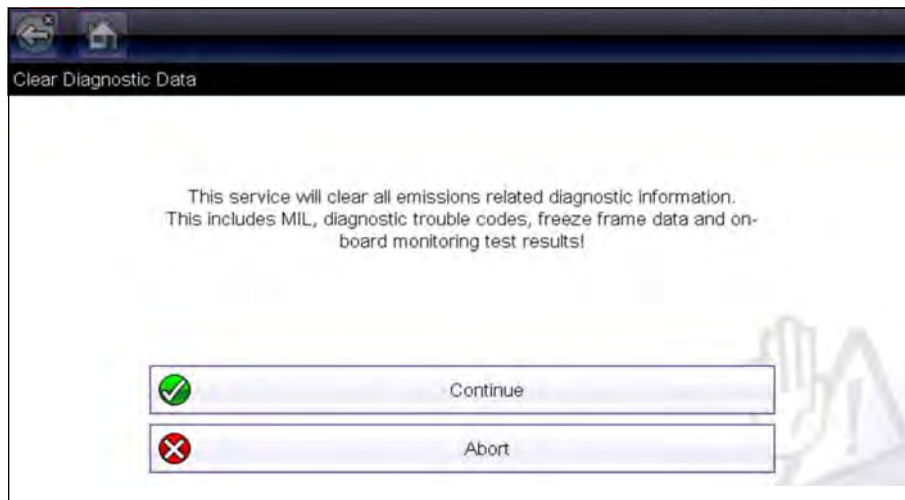 Clear Diagnostic Data
This service will clear all emissions related diagnostic information.
This includes MIL, diagnostic trouble codes, freeze frame data and on-
board monitoring test results!
Continue
Abort